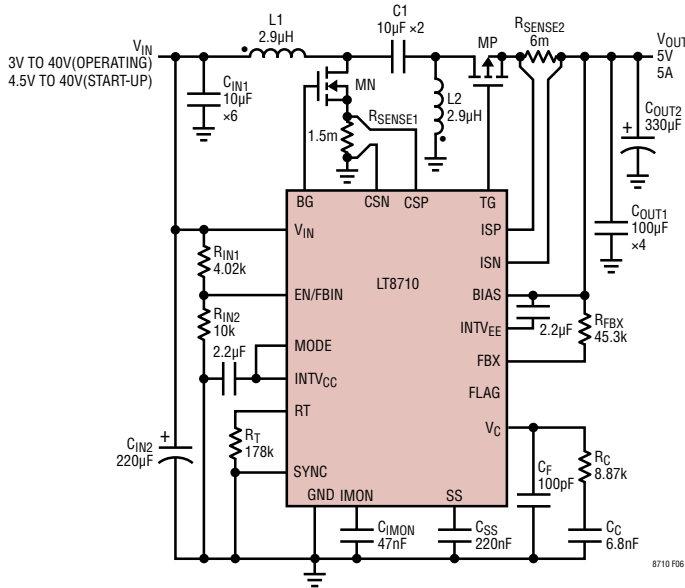 L1
2.9µH
C1
10µF ×2
MP
RSENSE2
6m
VIN
3V TO 40V(OPERATING)
4.5V TO 40V(START-UP)
VOUT
5V
5A
CIN1
10µF
×6
MN
RSENSE1
1.5m
L2
2.9µH
COUT2
330µF
+
COUT1
100µF
×4
BG
CSN
CSP
TG
VIN
ISP
ISN
RIN1
4.02k
LT8710
EN/FBIN
BIAS
RIN2
10k
2.2µF
INTVEE
2.2µF
RFBX
45.3k
MODE
FBX
INTVCC
FLAG
RT
VC
RT
178k
CIN2
220µF
+
SYNC
CF
100pF
RC
8.87k
GND
IMON
SS
CIMON
47nF
CSS
220nF
CC
6.8nF
8710 F06